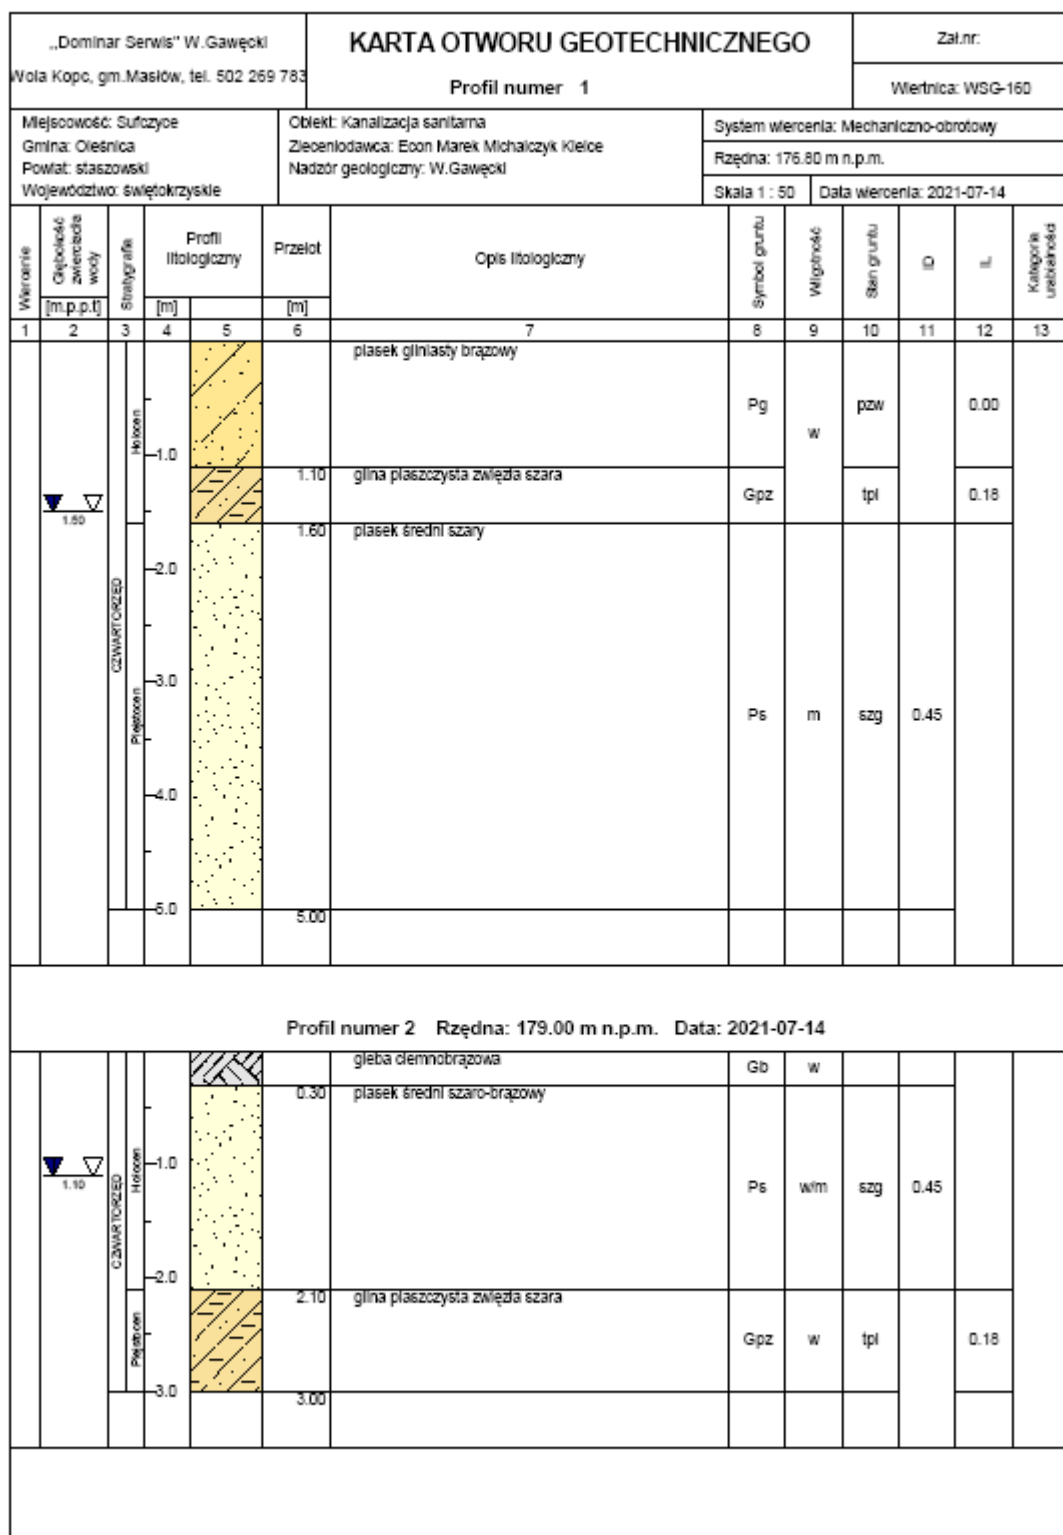 „Dominar Serwis" W.Gawęcki
Wola Kopc, gm.Masłów, tel. 502 269 783
KARTA OTWORU GEOTECHNICZNEGO
Profil numer 1
Zał.nr:
Wiertnica: WSG-160
Miejscowość: Sufczyce
Gmina: Oleśnica
Powiat: staszowski
Województwo: świętokrzyskie
Obiekt: Kanalizacja sanitarna
Zleceniodawca: Econ Marek Michalczyk Kielce
Nadzór geologiczny: W.Gawęcki
System wiercenia: Mechaniczno-obrotowy
Rzędna: 176.80 m n.p.m.
Skala 1 : 50 Data wiercenia: 2021-07-14
Wiercenie
Głębokość zwierciadła wody
[m.p.p.t]
Stratygrafia
Profil litologiczny
[m]
Przelot
[m]
Opis litologiczny
Symbol gruntu
Wilgotność
Stan gruntu
ID
IL
Kategoria urabialności
1 2 3 4 5 6 7 8 9 10 11 12 13
piasek gliniasty brązowy
Pg w pzw 0.00
Holocen
1.0
1.10 glina piaszczysta zwięzła szara
Gpz tpl 0.18
1.50
1.60 piasek średni szary
2.0
CZWARTORZĘD
3.0
Plejstocen
Ps m szg 0.45
4.0
5.0
5.00
Profil numer 2 Rzędna: 179.00 m n.p.m. Data: 2021-07-14
gleba ciemnobrązowa
Gb w
0.30 piasek średni szaro-brązowy
1.0
1.10
CZWARTORZĘD
Holocen
Ps w/m szg 0.45
2.0
2.10 glina piaszczysta zwięzła szara
Plejstocen
Gpz w tpl 0.18
3.0
3.00